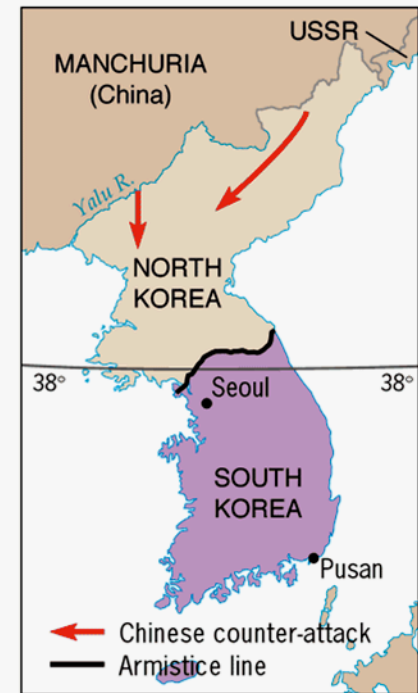 USSR
MANCHURIA
(China)
Yalu R.
NORTH
KOREA
38°
38°
Seoul
SOUTH
KOREA
Pusan
Chinese counter-attack
Armistice line